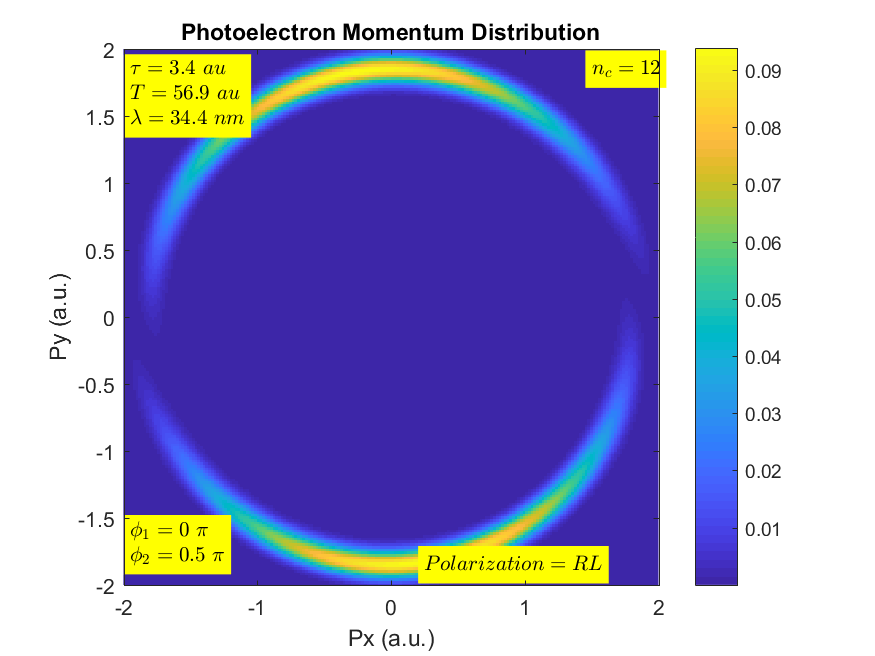 Photoelectron Momentum Distribution
τ = 3.4 au
T = 56.9 au
λ = 34.4 nm
n_c = 12
ϕ_1 = 0 π
ϕ_2 = 0.5 π
Polarization = RL
2
1.5
1
0.5
0
-0.5
-1
-1.5
-2
Py (a.u.)
-2 -1 0 1 2
Px (a.u.)
0.09
0.08
0.07
0.06
0.05
0.04
0.03
0.02
0.01